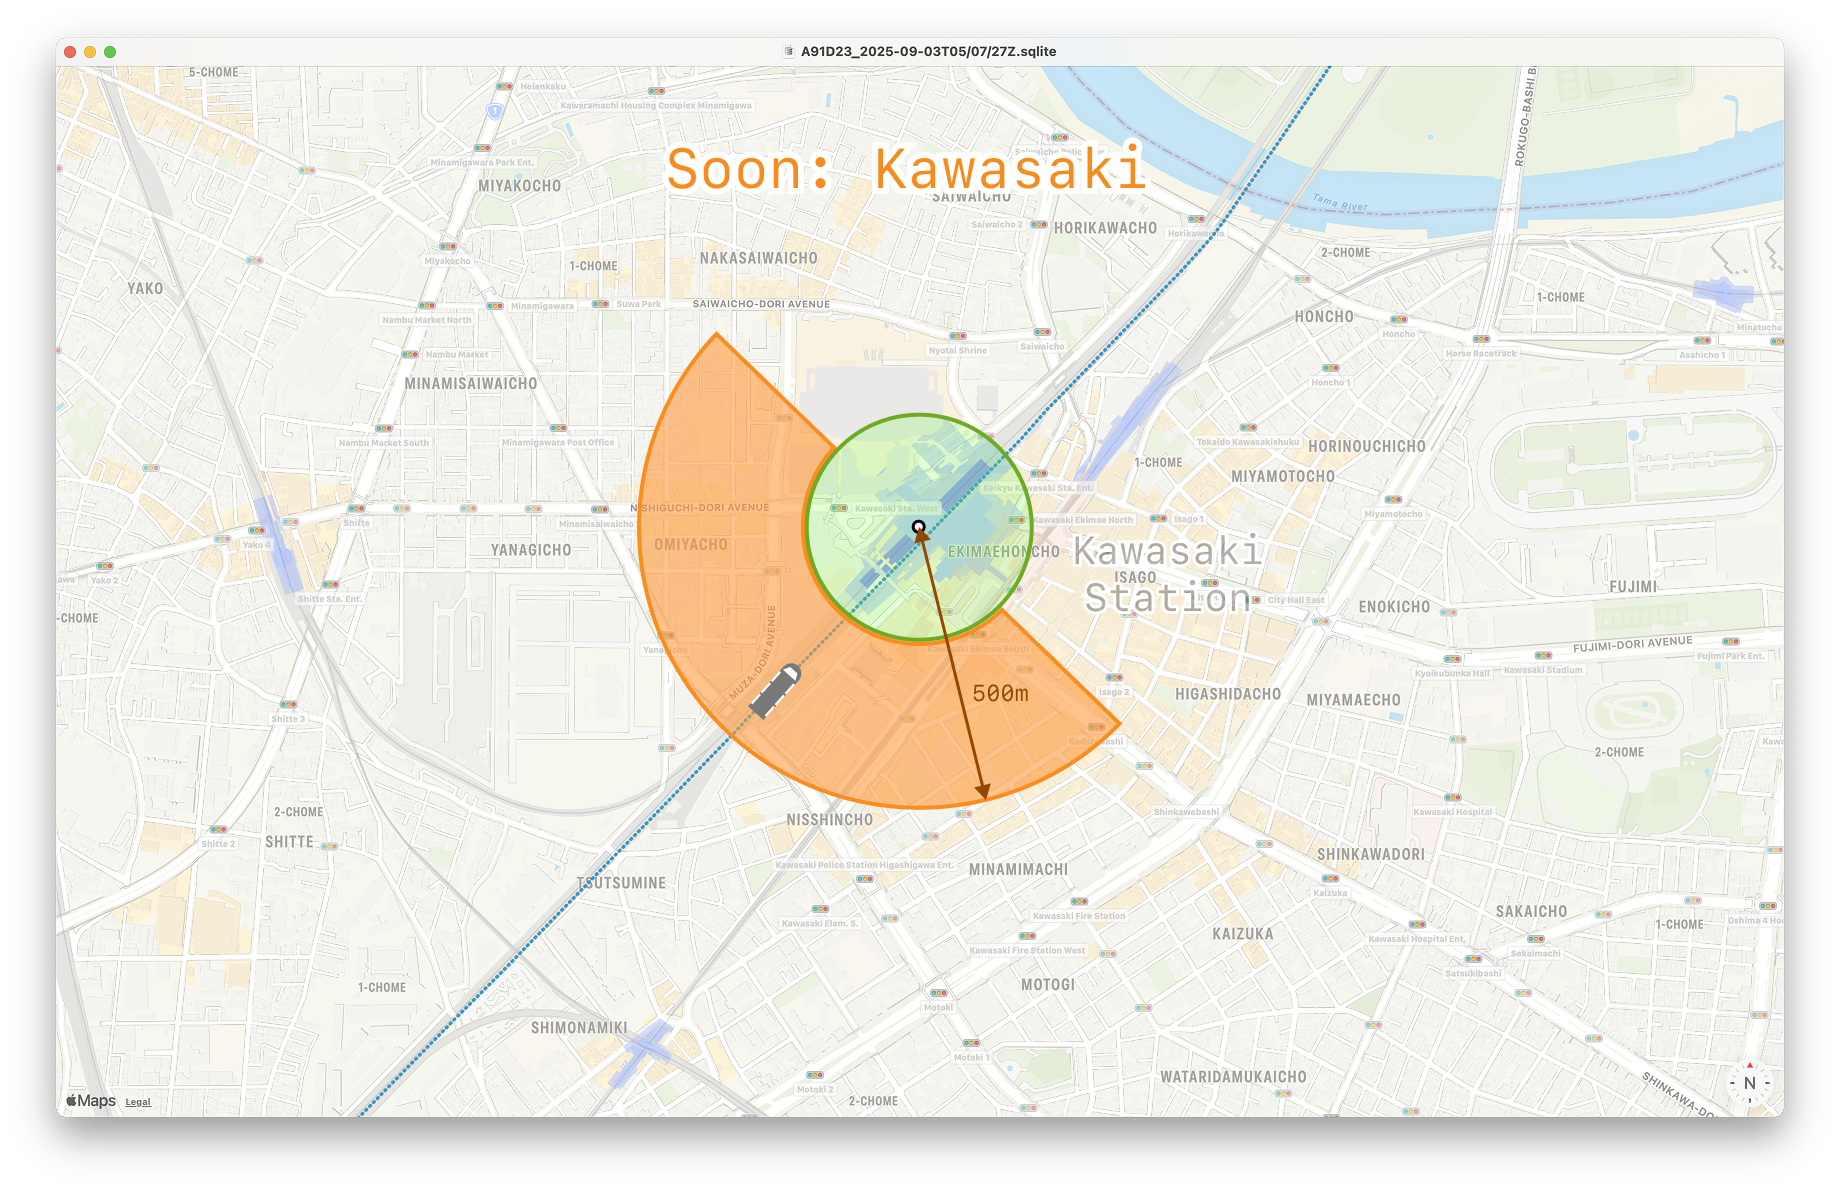 A91D23_2025-09-03T05/07/27Z.sqlite
5-CHOME
Heiankaku
Kawaramachi Housing Complex Minamigawa
1
ROKUGO-BASHI B
Minamigawara Park Ent.
MIYAKOCHO
Soon: Kawasaki
SAIWAICHO
Tama River
Saiwaicho 2
HORIKAWACHO
Horikawacho
2-CHOME
Miyakocho
1-CHOME
NAKASAIWAICHO
YAKO
1-CHOME
Minamigawara
Suwa Park
SAIWAICHO-DORI AVENUE
Nambu Market North
HONCHO
Honcho
Minatocho
Nyotai Shrine
Saiwaicho
Nambu Market
Horse Racetrack
Asahicho 1
MINAMISAIWAICHO
Honcho 1
Nambu Market South
Minamigawara Post Office
Tokaido Kawasakishuku
HORINOUCHICHO
1-CHOME
MIYAMOTOCHO
Keikyu Kawasaki Sta. Ent.
NISHIGUCHI-DORI AVENUE
Kawasaki Sta. West
Shitte
Minamisaiwaicho
Kawasaki Ekimae North
Isago 1
Miyamotocho
Yako 4
OMIYACHO
YANAGICHO
EKIMAEHONCHO
Kawasaki
Station
ISAGO
Yako 2
FUJIMI
Shitte Sta. Ent.
City Hall East
ENOKICHO
-CHOME
MUZA-DORI AVENUE
Kawasaki Ekimae South
FUJIMI-DORI AVENUE
Fujimi Park Ent.
Kawasaki Stadium
Kyoikubunka Hall
500m
Isago 2
HIGASHIDACHO
MIYAMAECHO
Shitte 3
2-CHOME
2-CHOME
Shinkawabashi
Kawasaki Hospital
NISSHINCHO
SHITTE
Shitte 2
SHINKAWADORI
Kawasaki Police Station Higashigawa Ent.
MINAMIMACHI
TSUTSUMINE
Kaizuka
Kawasaki Fire Station
SAKAICHO
Kawasaki Elem. S.
1-CHOME
Oshima 4 Ho
KAIZUKA
Kawasaki Hospital Ent.
Kawasaki Fire Station West
Sakaimachi
Satsukibashi
1-CHOME
MOTOGI
Motoki
SHIMONAMIKI
Motoki 1
WATARIDAMUKAICHO
Motoki 2
2-CHOME
SHINKAWA-DO
N
Maps
Legal